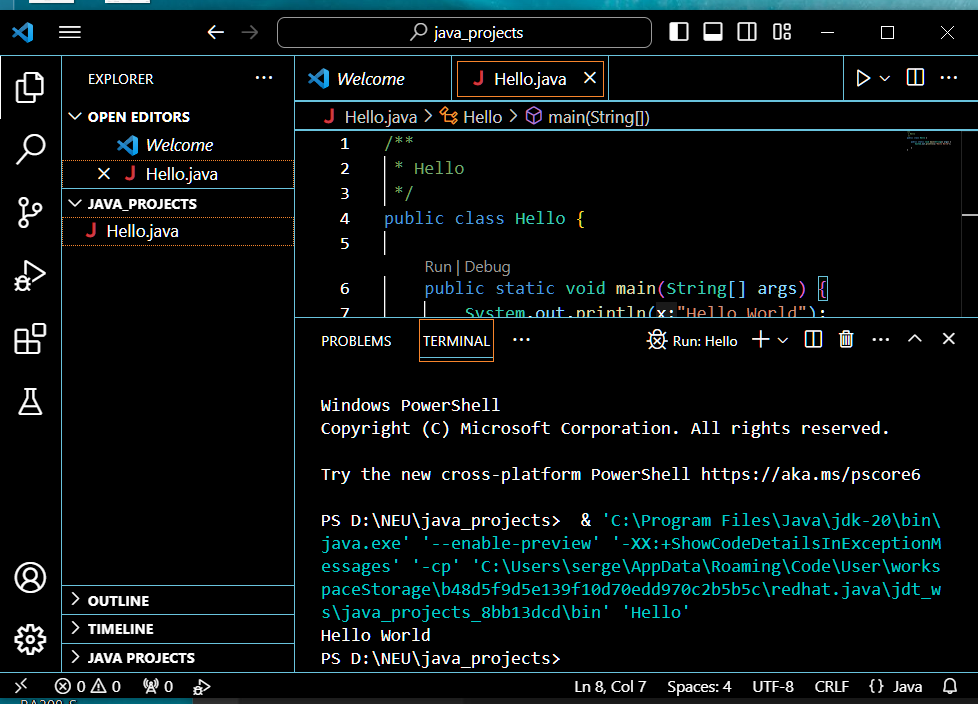 java_projects
EXPLORER
Welcome
Hello.java
OPEN EDITORS
Welcome
Hello.java
JAVA_PROJECTS
Hello.java
OUTLINE
TIMELINE
JAVA PROJECTS
Hello.java > Hello > main(String[])
1 /**
2 * Hello
3 */
4 public class Hello {
5
Run | Debug
6 public static void main(String[] args) {
7 System.out.println(x:"Hello World");
PROBLEMS
TERMINAL
Run: Hello
Windows PowerShell
Copyright (C) Microsoft Corporation. All rights reserved.
Try the new cross-platform PowerShell https://aka.ms/pscore6
PS D:\NEU\java_projects>  & 'C:\Program Files\Java\jdk-20\bin\
java.exe' '--enable-preview' '-XX:+ShowCodeDetailsInExceptionM
essages' '-cp' 'C:\Users\serge\AppData\Roaming\Code\User\works
paceStorage\b48d5f9d5e139f10d70edd970c2b5b5c\redhat.java\jdt_w
s\java_projects_8bb13dcd\bin' 'Hello'
Hello World
PS D:\NEU\java_projects>
0 0 0
Ln 8, Col 7
Spaces: 4
UTF-8
CRLF
{} Java